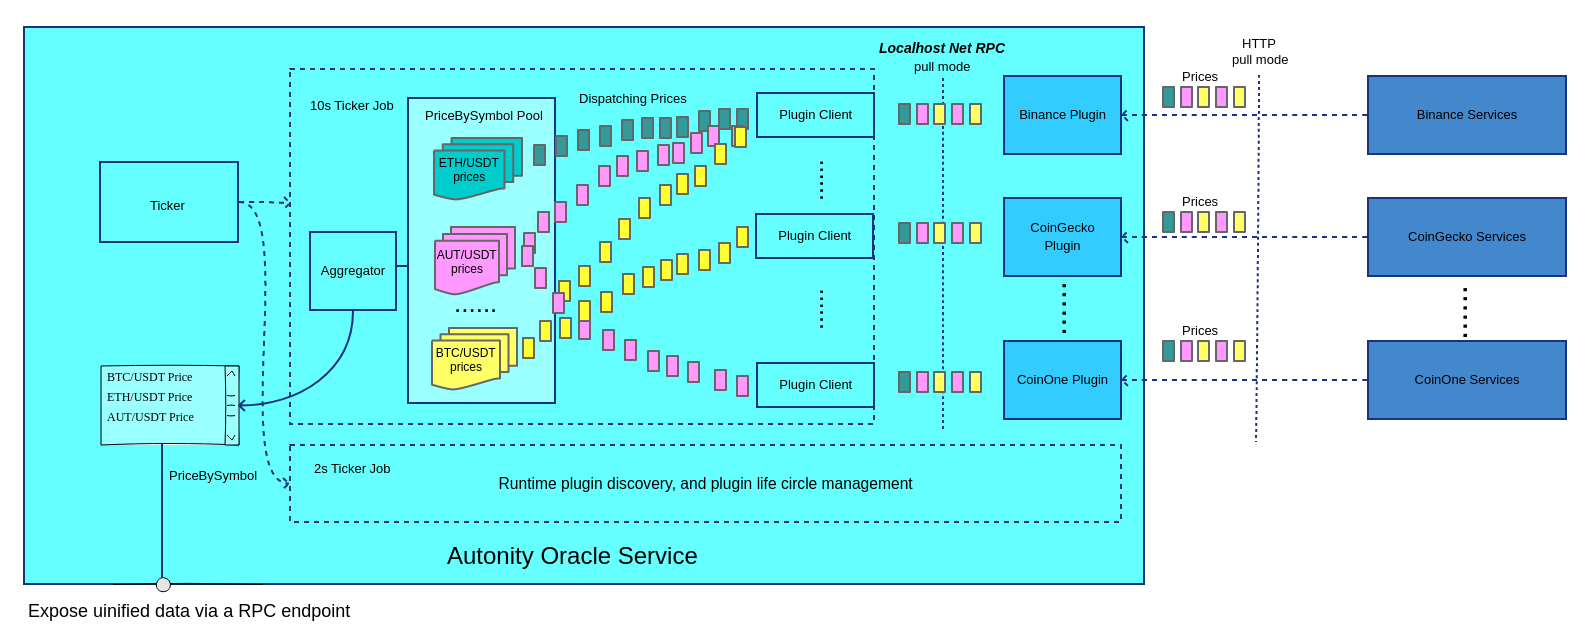 Localhost Net RPC
pull mode
HTTP
pull mode
10s Ticker Job
PriceBySymbol Pool
Dispatching Prices
Plugin Client
Binance Plugin
Prices
Binance Services
ETH/USDT
prices
Ticker
Aggregator
AUT/USDT
prices
......
Plugin Client
CoinGecko
Plugin
Prices
CoinGecko Services
BTC/USDT
prices
Plugin Client
CoinOne Plugin
Prices
CoinOne Services
BTC/USDT Price
ETH/USDT Price
AUT/USDT Price
PriceBySymbol
2s Ticker Job
Runtime plugin discovery, and plugin life circle management
Autonity Oracle Service
Expose uinified data via a RPC endpoint